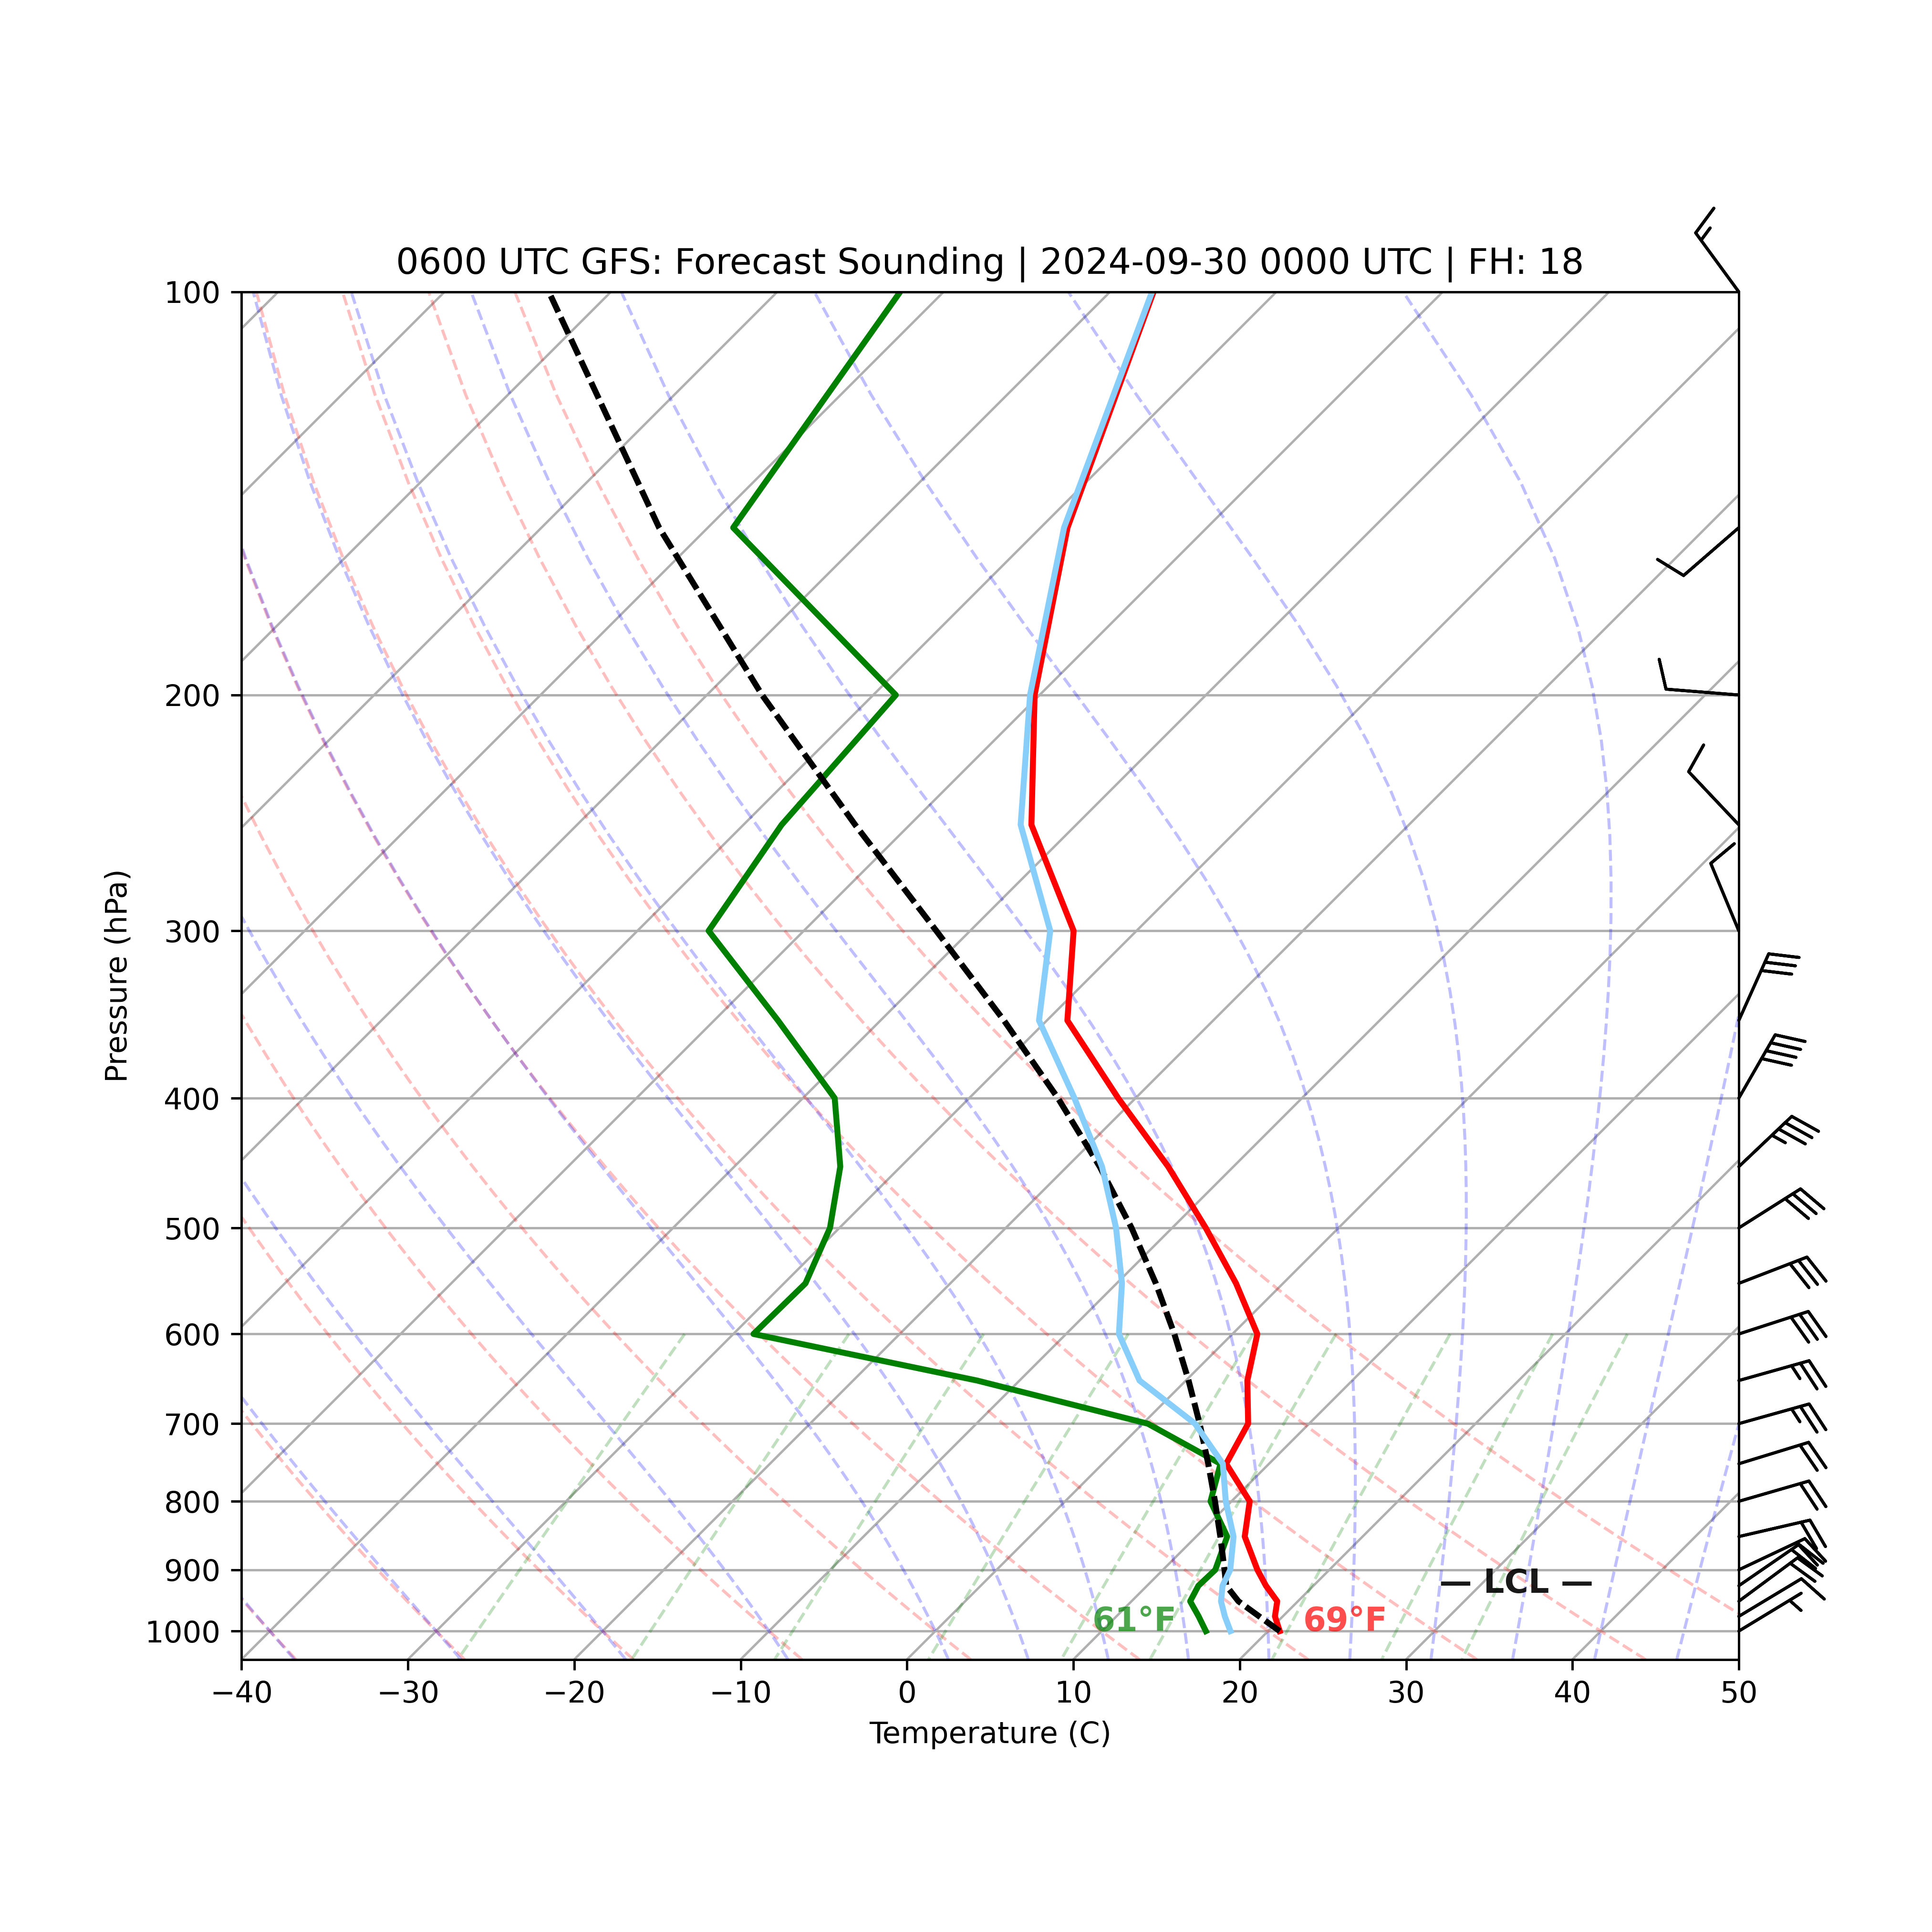 0600 UTC GFS: Forecast Sounding | 2024-09-30 0000 UTC | FH: 18
100
200
300
400
500
600
700
800
900
1000
Pressure (hPa)
— LCL —
61°F
69°F
−40 −30 −20 −10 0 10 20 30 40 50
Temperature (C)